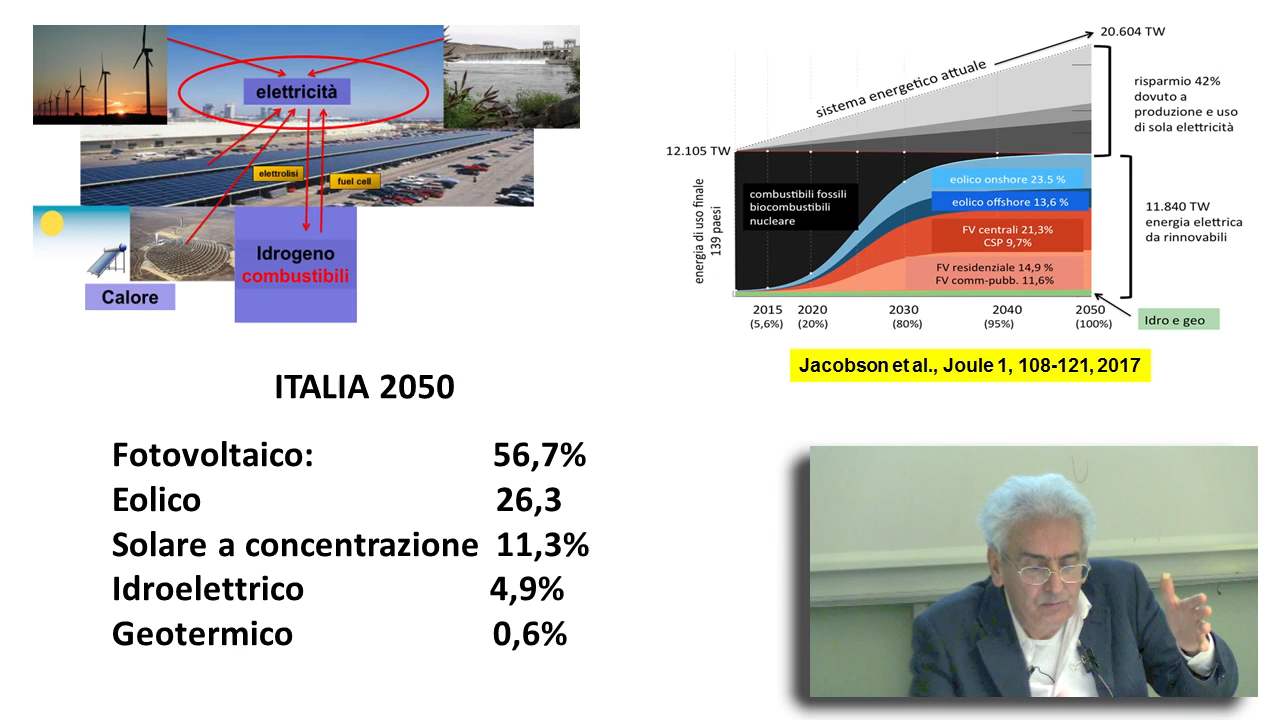 elettricità
elettrolisi
fuel cell
Idrogeno
combustibili
Calore
20.604 TW
sistema energetico attuale
risparmio 42%
dovuto a
produzione e uso
di sola elettricità
12.105 TW
energia di uso finale
139 paesi
combustibili fossili
biocombustibili
nucleare
eolico onshore 23.5 %
eolico offshore 13,6 %
FV centrali 21,3%
CSP 9,7%
FV residenziale 14,9 %
FV comm-pubb. 11,6%
11.840 TW
energia elettrica
da rinnovabili
2015 2020 2030 2040 2050
(5,6%) (20%) (80%) (95%) (100%)
Idro e geo
Jacobson et al., Joule 1, 108-121, 2017
ITALIA 2050
Fotovoltaico: 56,7%
Eolico 26,3
Solare a concentrazione 11,3%
Idroelettrico 4,9%
Geotermico 0,6%